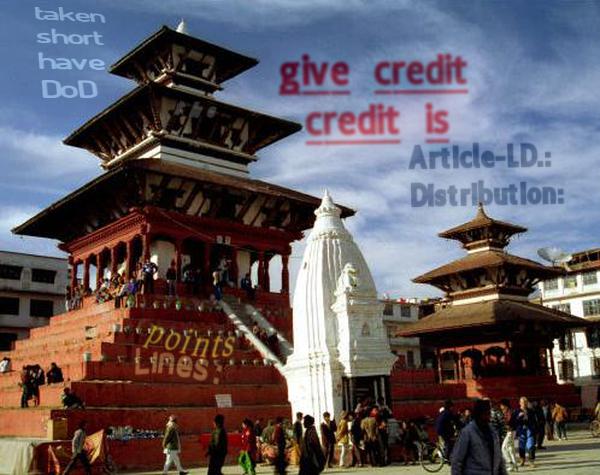 taken
short
have
DoD
give credit
credit is
Article-I.D.:
Distribution:
points
Lines: